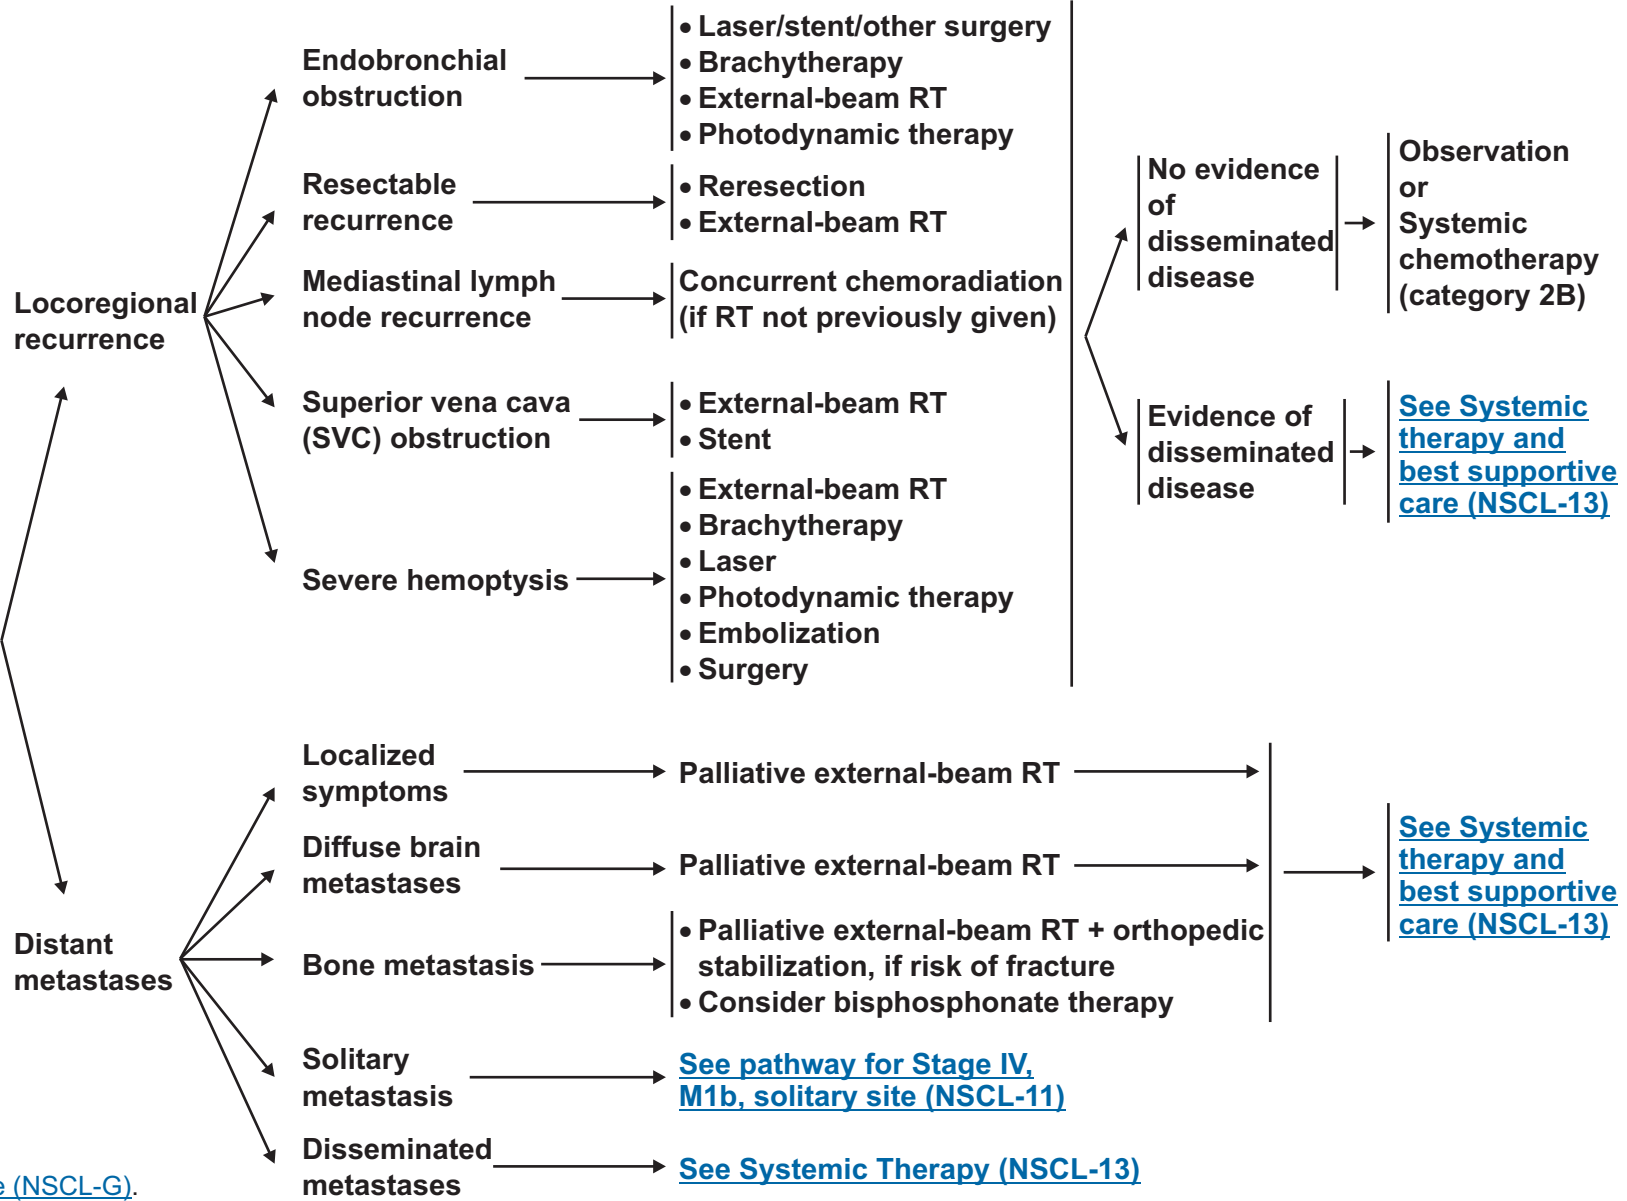 Locoregional
recurrence
Endobronchial
obstruction
• Laser/stent/other surgery
• Brachytherapy
• External-beam RT
• Photodynamic therapy
Resectable
recurrence
• Reresection
• External-beam RT
Mediastinal lymph
node recurrence
Concurrent chemoradiation
(if RT not previously given)
Superior vena cava
(SVC) obstruction
• External-beam RT
• Stent
Severe hemoptysis
• External-beam RT
• Brachytherapy
• Laser
• Photodynamic therapy
• Embolization
• Surgery
No evidence
of
disseminated
disease
Observation
or
Systemic
chemotherapy
(category 2B)
Evidence of
disseminated
disease
See Systemic
therapy and
best supportive
care (NSCL-13)
Distant
metastases
Localized
symptoms
Palliative external-beam RT
Diffuse brain
metastases
Palliative external-beam RT
Bone metastasis
• Palliative external-beam RT + orthopedic
stabilization, if risk of fracture
• Consider bisphosphonate therapy
See Systemic
therapy and
best supportive
care (NSCL-13)
Solitary
metastasis
See pathway for Stage IV,
M1b, solitary site (NSCL-11)
Disseminated
metastases
See Systemic Therapy (NSCL-13)
e (NSCL-G).